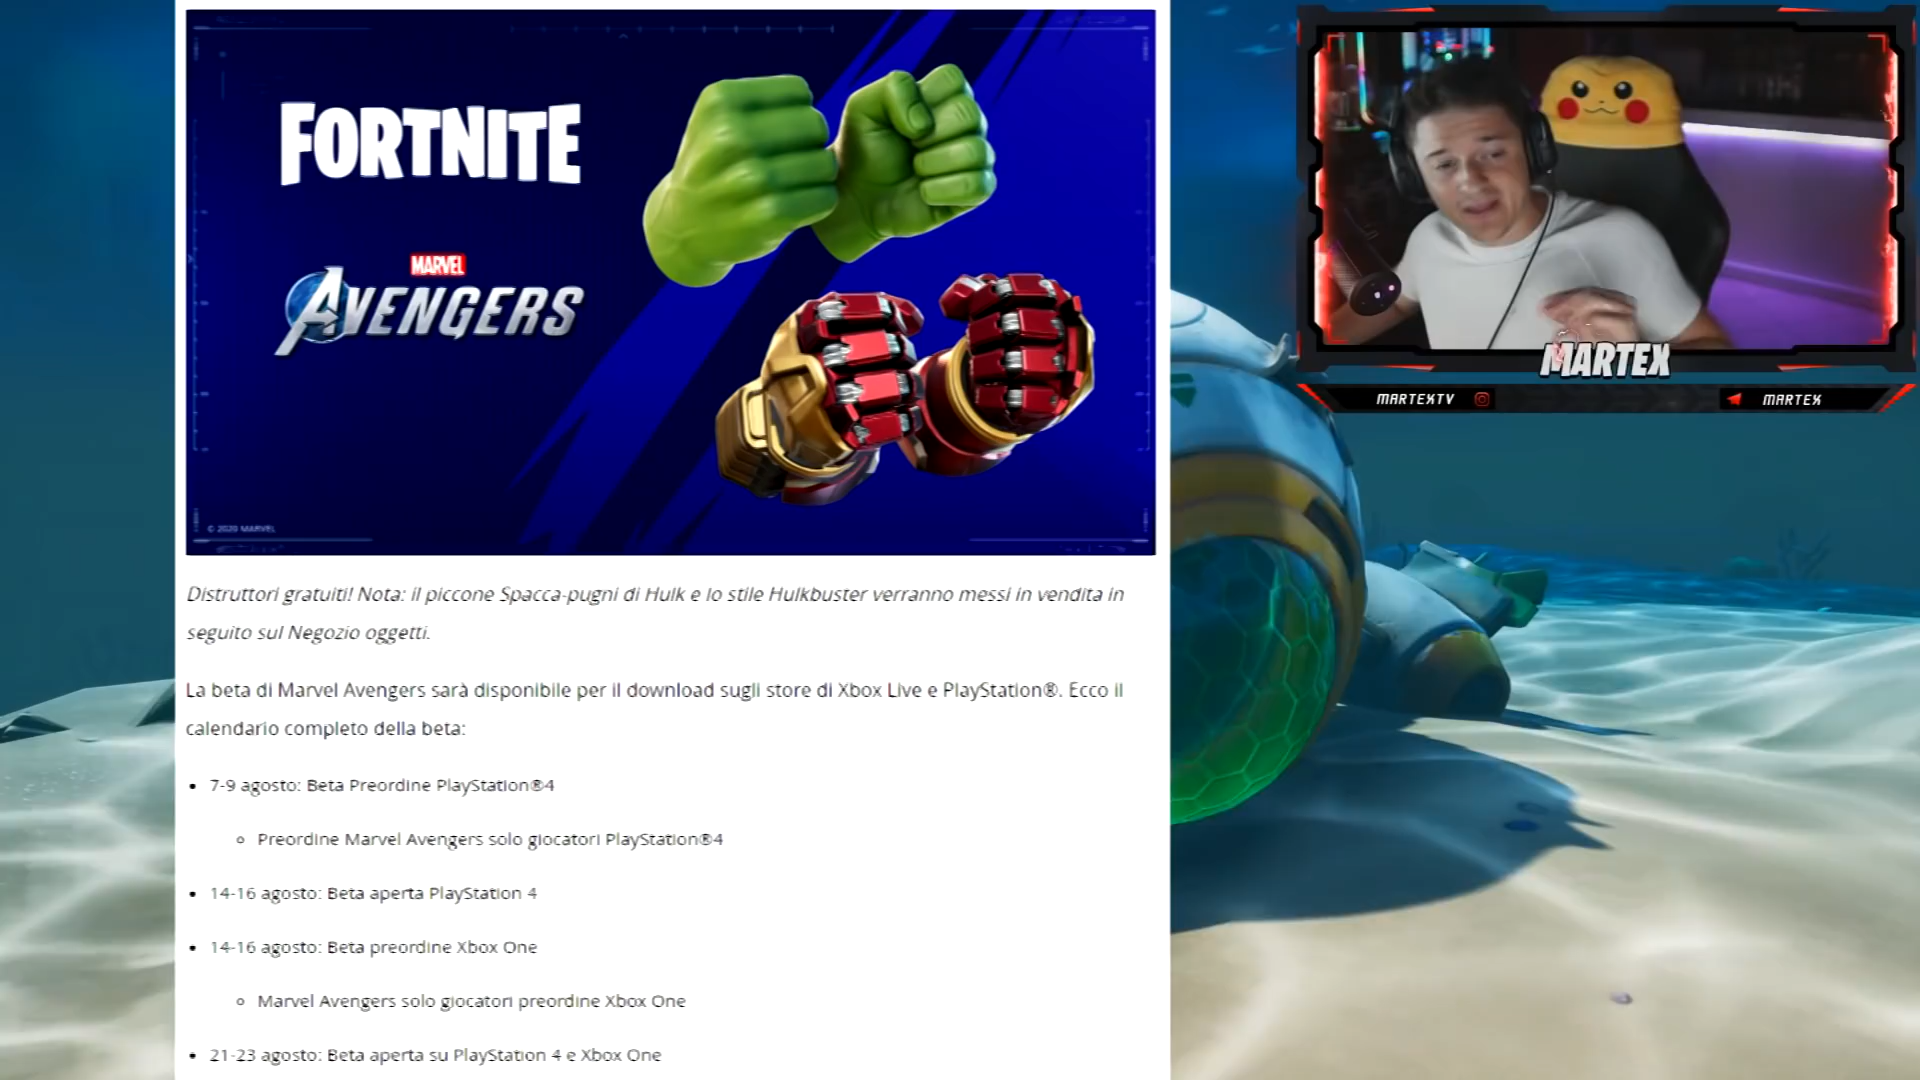 FORTNITE
MARVEL
AVENGERS
© 2020 MARVEL
Distruttori gratuiti! Nota: il piccone Spacca-pugni di Hulk e lo stile Hulkbuster verranno messi in vendita in
seguito sul Negozio oggetti.
La beta di Marvel Avengers sarà disponibile per il download sugli store di Xbox Live e PlayStation®. Ecco il
calendario completo della beta:
• 7-9 agosto: Beta Preordine PlayStation®4
○ Preordine Marvel Avengers solo giocatori PlayStation®4
• 14-16 agosto: Beta aperta PlayStation 4
• 14-16 agosto: Beta preordine Xbox One
○ Marvel Avengers solo giocatori preordine Xbox One
• 21-23 agosto: Beta aperta su PlayStation 4 e Xbox One
MARTEX
MARTEXTV
MARTEX